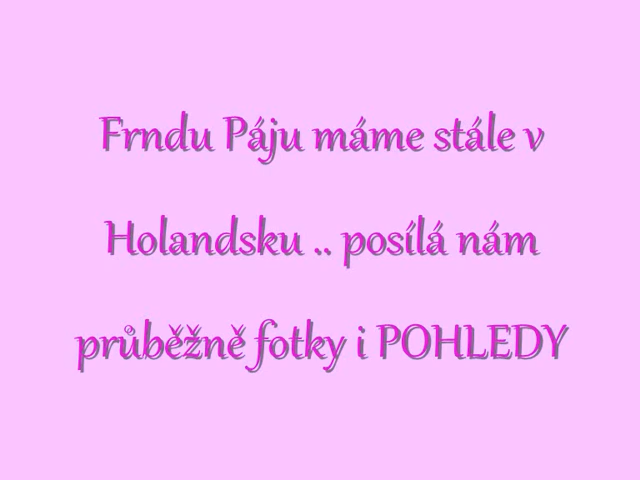 Frndu Páju máme stále v
Holandsku .. posílá nám
průběžně fotky i POHLEDY